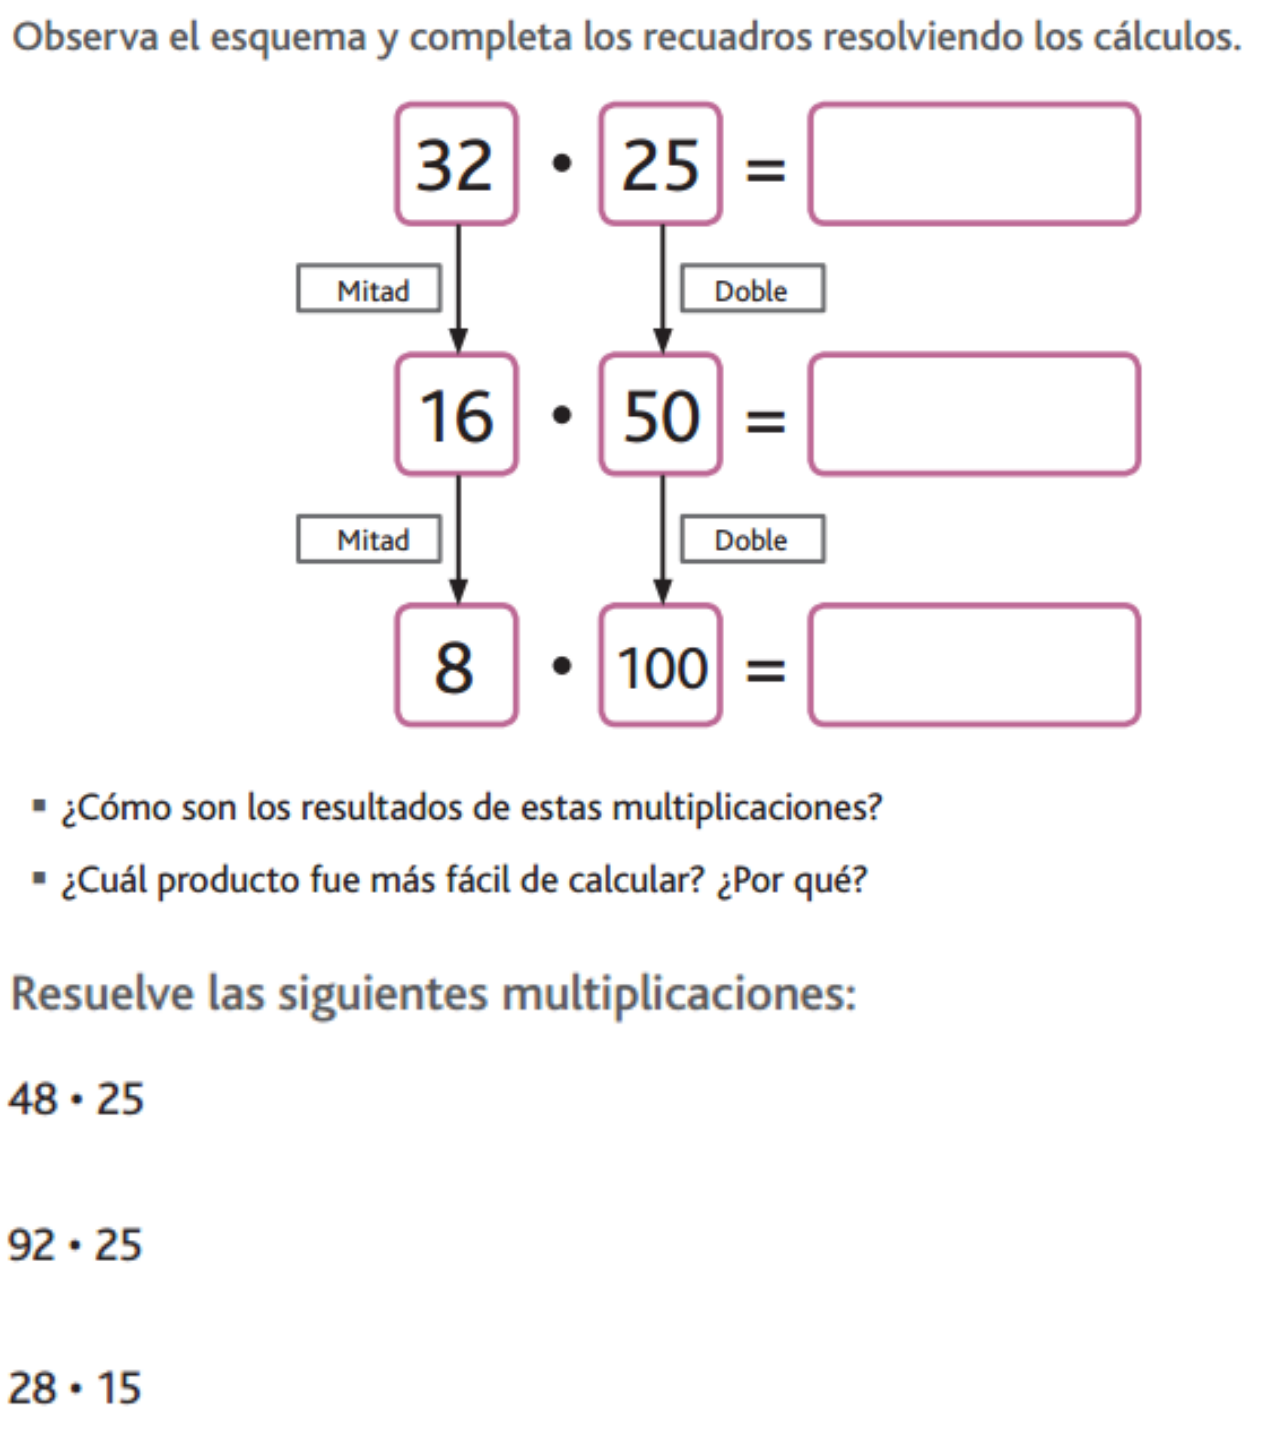 Observa el esquema y completa los recuadros resolviendo los cálculos.
32 • 25 =
Mitad Doble
16 • 50 =
Mitad Doble
8 • 100 =
▪ ¿Cómo son los resultados de estas multiplicaciones?
▪ ¿Cuál producto fue más fácil de calcular? ¿Por qué?
Resuelve las siguientes multiplicaciones:
48 • 25
92 • 25
28 • 15